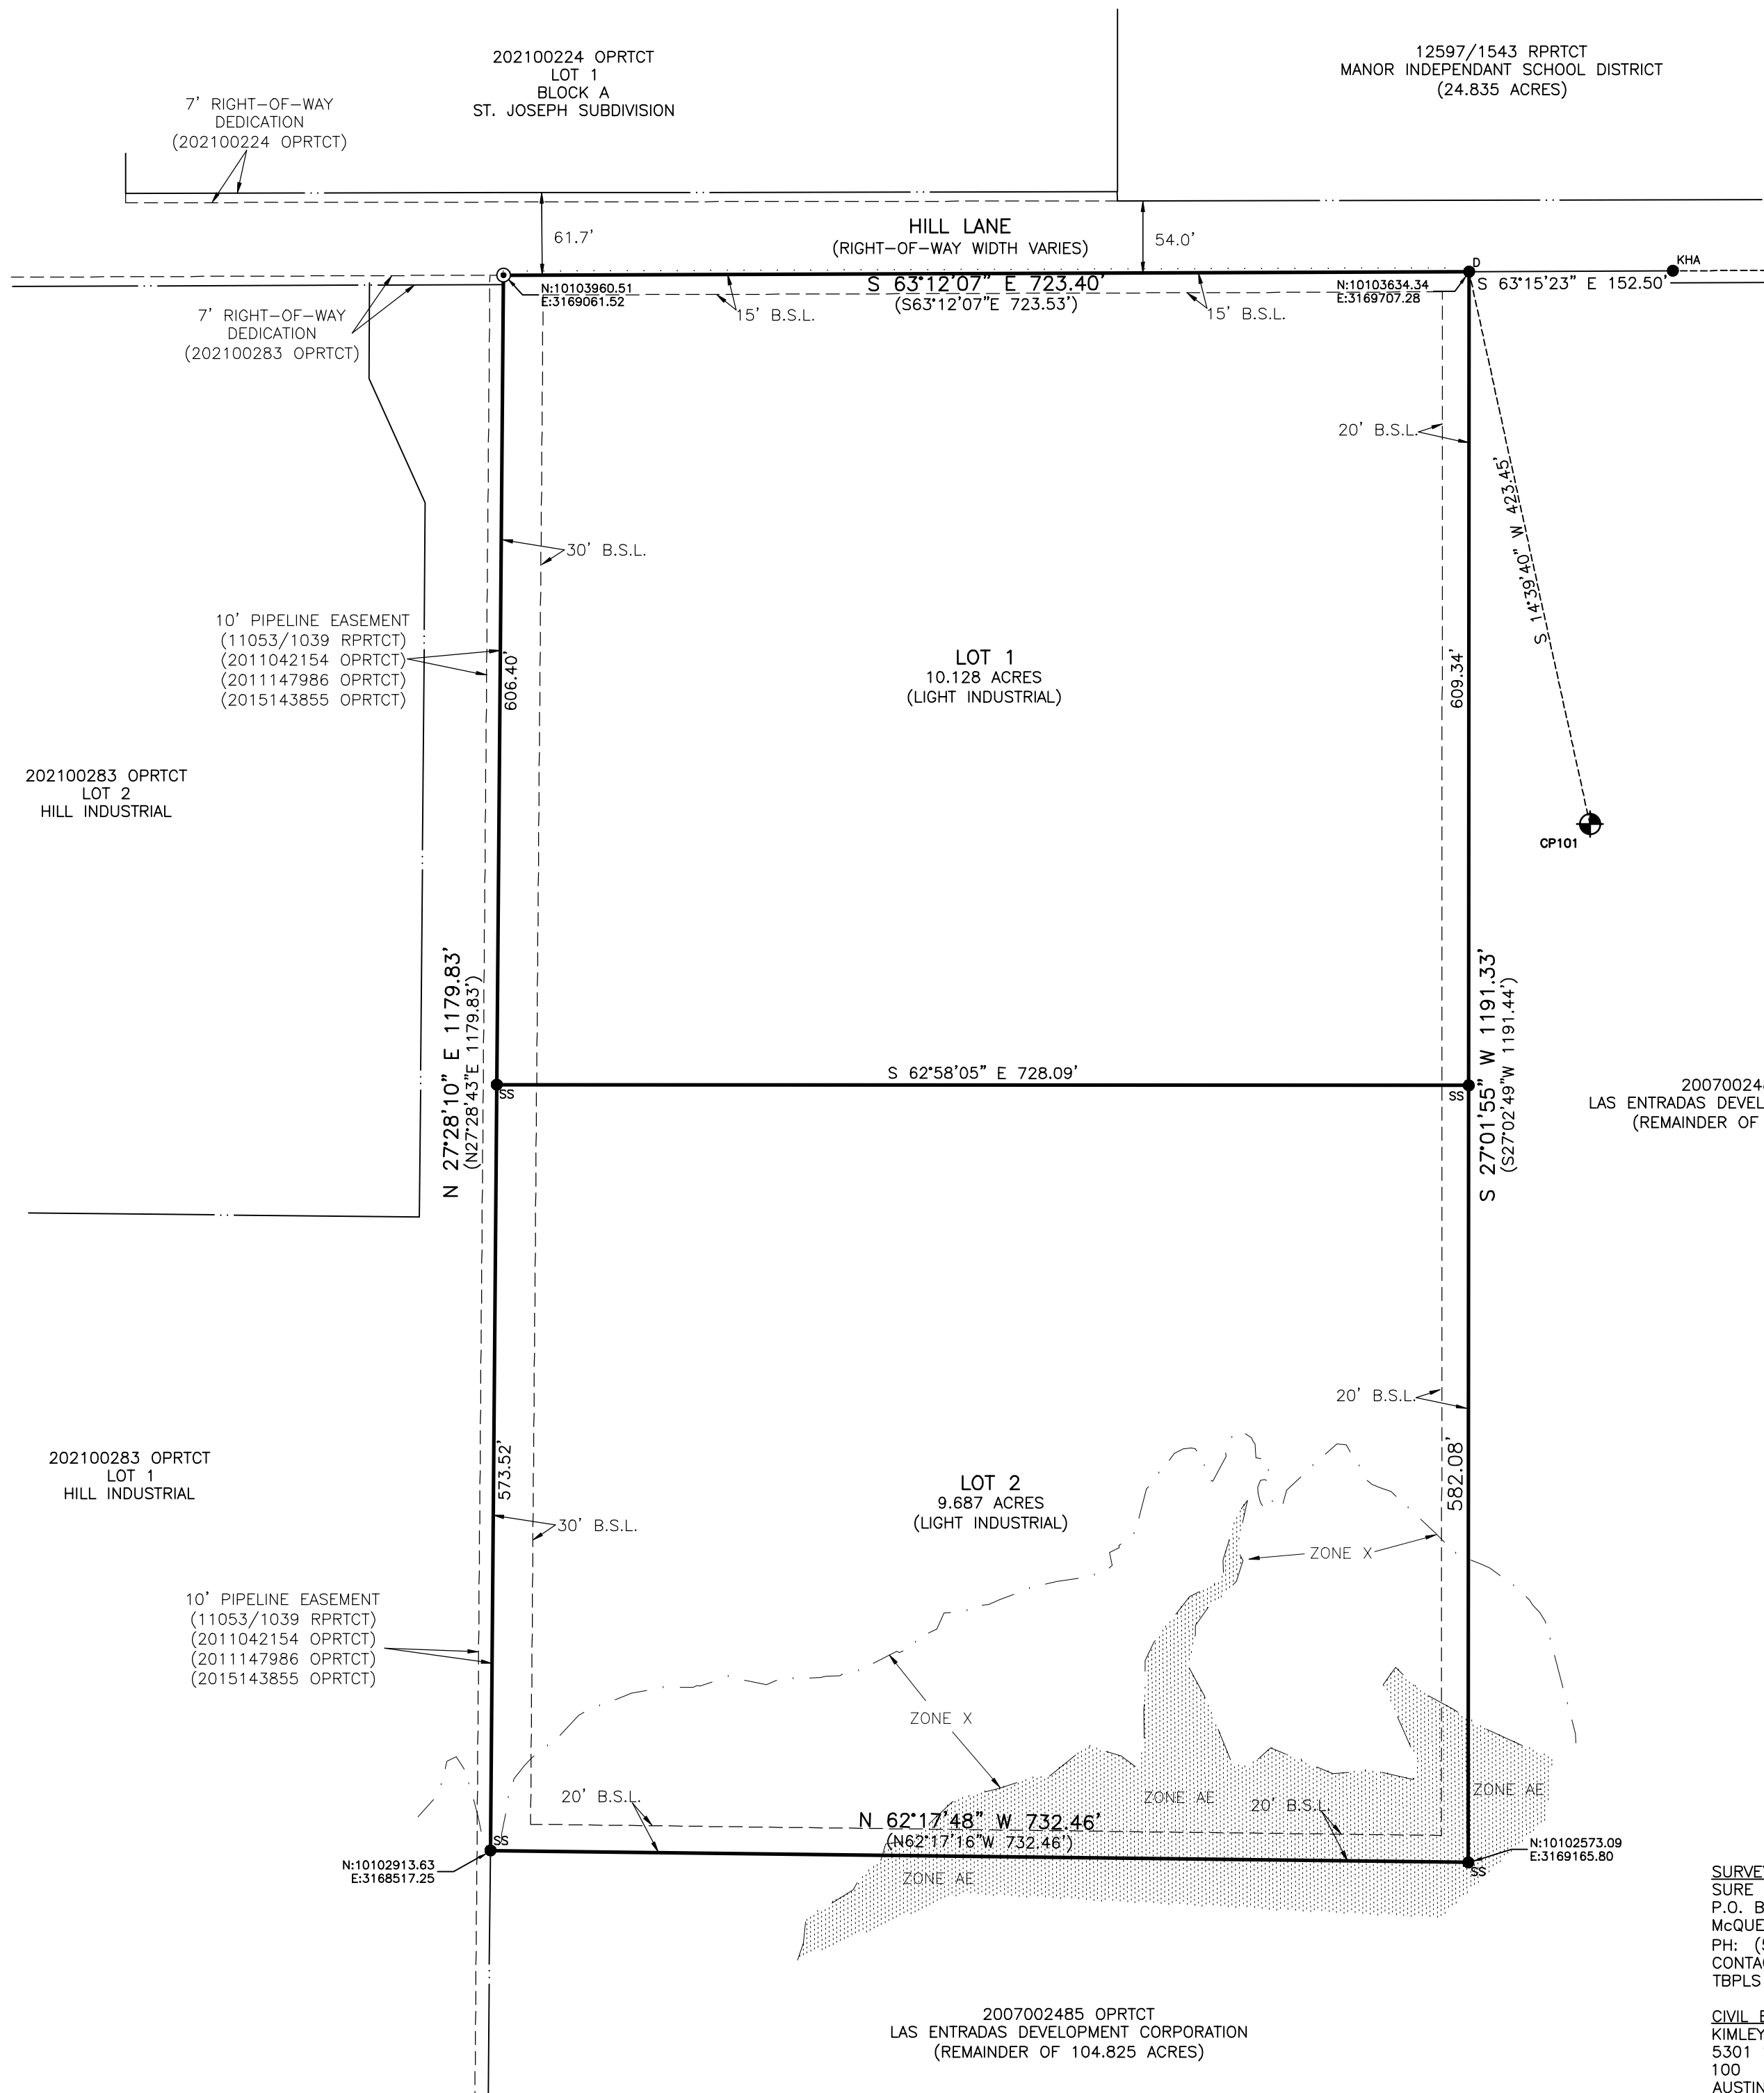 202100224 OPRTCT
LOT 1
BLOCK A
ST. JOSEPH SUBDIVISION
12597/1543 RPRTCT
MANOR INDEPENDANT SCHOOL DISTRICT
(24.835 ACRES)
7' RIGHT-OF-WAY
DEDICATION
(202100224 OPRTCT)
61.7'
HILL LANE
(RIGHT-OF-WAY WIDTH VARIES)
54.0'
D
KHA
S 63°12'07" E 723.40'
(S63°12'07"E 723.53')
S 63°15'23" E 152.50'
N:10103960.51
E:3169061.52
N:10103634.34
E:3169707.28
15' B.S.L.
15' B.S.L.
7' RIGHT-OF-WAY
DEDICATION
(202100283 OPRTCT)
20' B.S.L.
S 14°39'40" W 423.45'
30' B.S.L.
10' PIPELINE EASEMENT
(11053/1039 RPRTCT)
(2011042154 OPRTCT)
(2011147986 OPRTCT)
(2015143855 OPRTCT)
606.40'
LOT 1
10.128 ACRES
(LIGHT INDUSTRIAL)
609.34'
202100283 OPRTCT
LOT 2
HILL INDUSTRIAL
CP101
N 27°28'10" E 1179.83'
(N27°28'43"E 1179.83')
S 62°58'05" E 728.09'
SS
SS
S 27°01'55" W 1191.33'
(S27°02'49"W 1191.44')
20070024
LAS ENTRADAS DEVEL
(REMAINDER OF
20' B.S.L.
202100283 OPRTCT
LOT 1
HILL INDUSTRIAL
573.52'
LOT 2
9.687 ACRES
(LIGHT INDUSTRIAL)
582.08'
30' B.S.L.
ZONE X
10' PIPELINE EASEMENT
(11053/1039 RPRTCT)
(2011042154 OPRTCT)
(2011147986 OPRTCT)
(2015143855 OPRTCT)
ZONE X
20' B.S.L.
ZONE AE
20' B.S.L.
ZONE AE
N 62°17'48" W 732.46'
(N62°17'16"W 732.46')
SS
N:10102913.63
E:3168517.25
ZONE AE
SS
N:10102573.09
E:3169165.80
2007002485 OPRTCT
LAS ENTRADAS DEVELOPMENT CORPORATION
(REMAINDER OF 104.825 ACRES)
SURVE
SURE
P.O. B
McQUE
PH: (5
CONTA
TBPLS
CIVIL E
KIMLEY
5301
100
AUSTIN